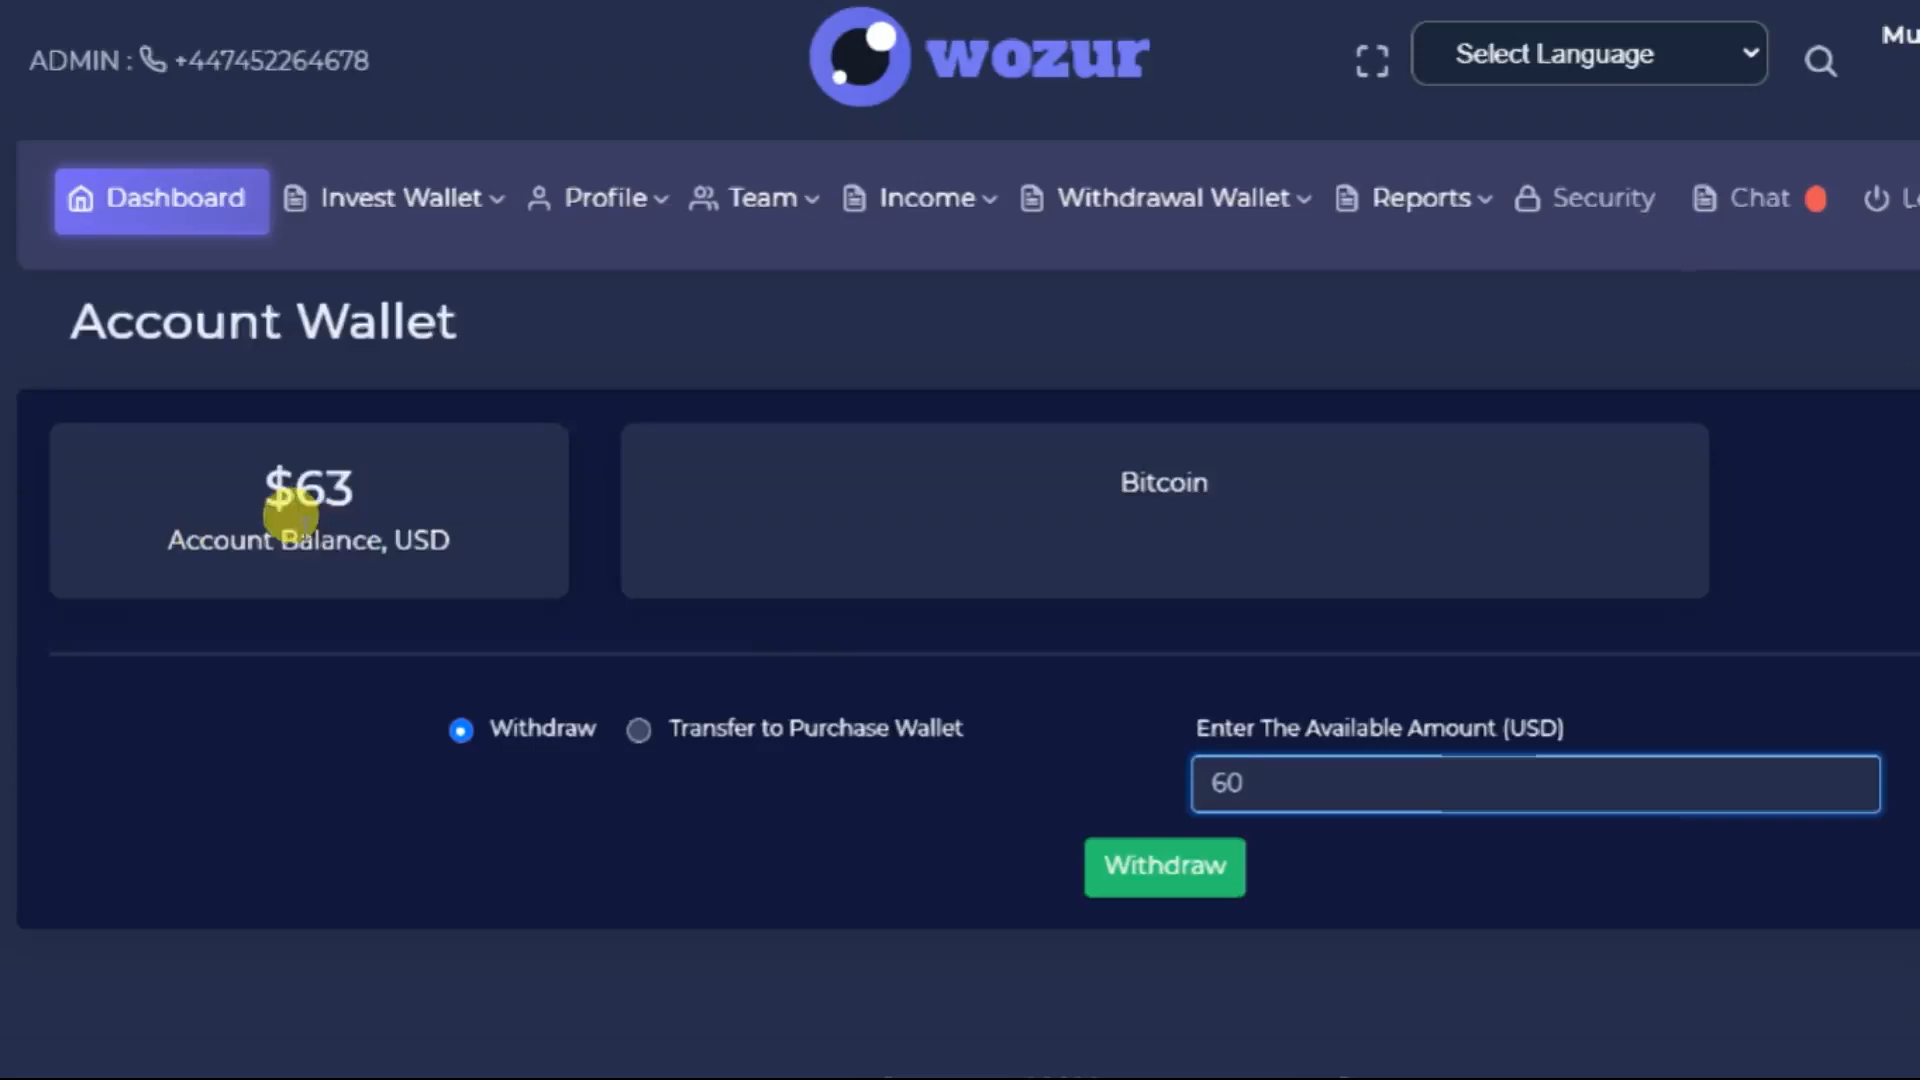 ADMIN : +447452264678
wozur
Select Language
Dashboard Invest Wallet Profile Team Income Withdrawal Wallet Reports Security Chat
Account Wallet
$63
Account Balance, USD
Bitcoin
Withdraw Transfer to Purchase Wallet
Enter The Available Amount (USD)
60
Withdraw